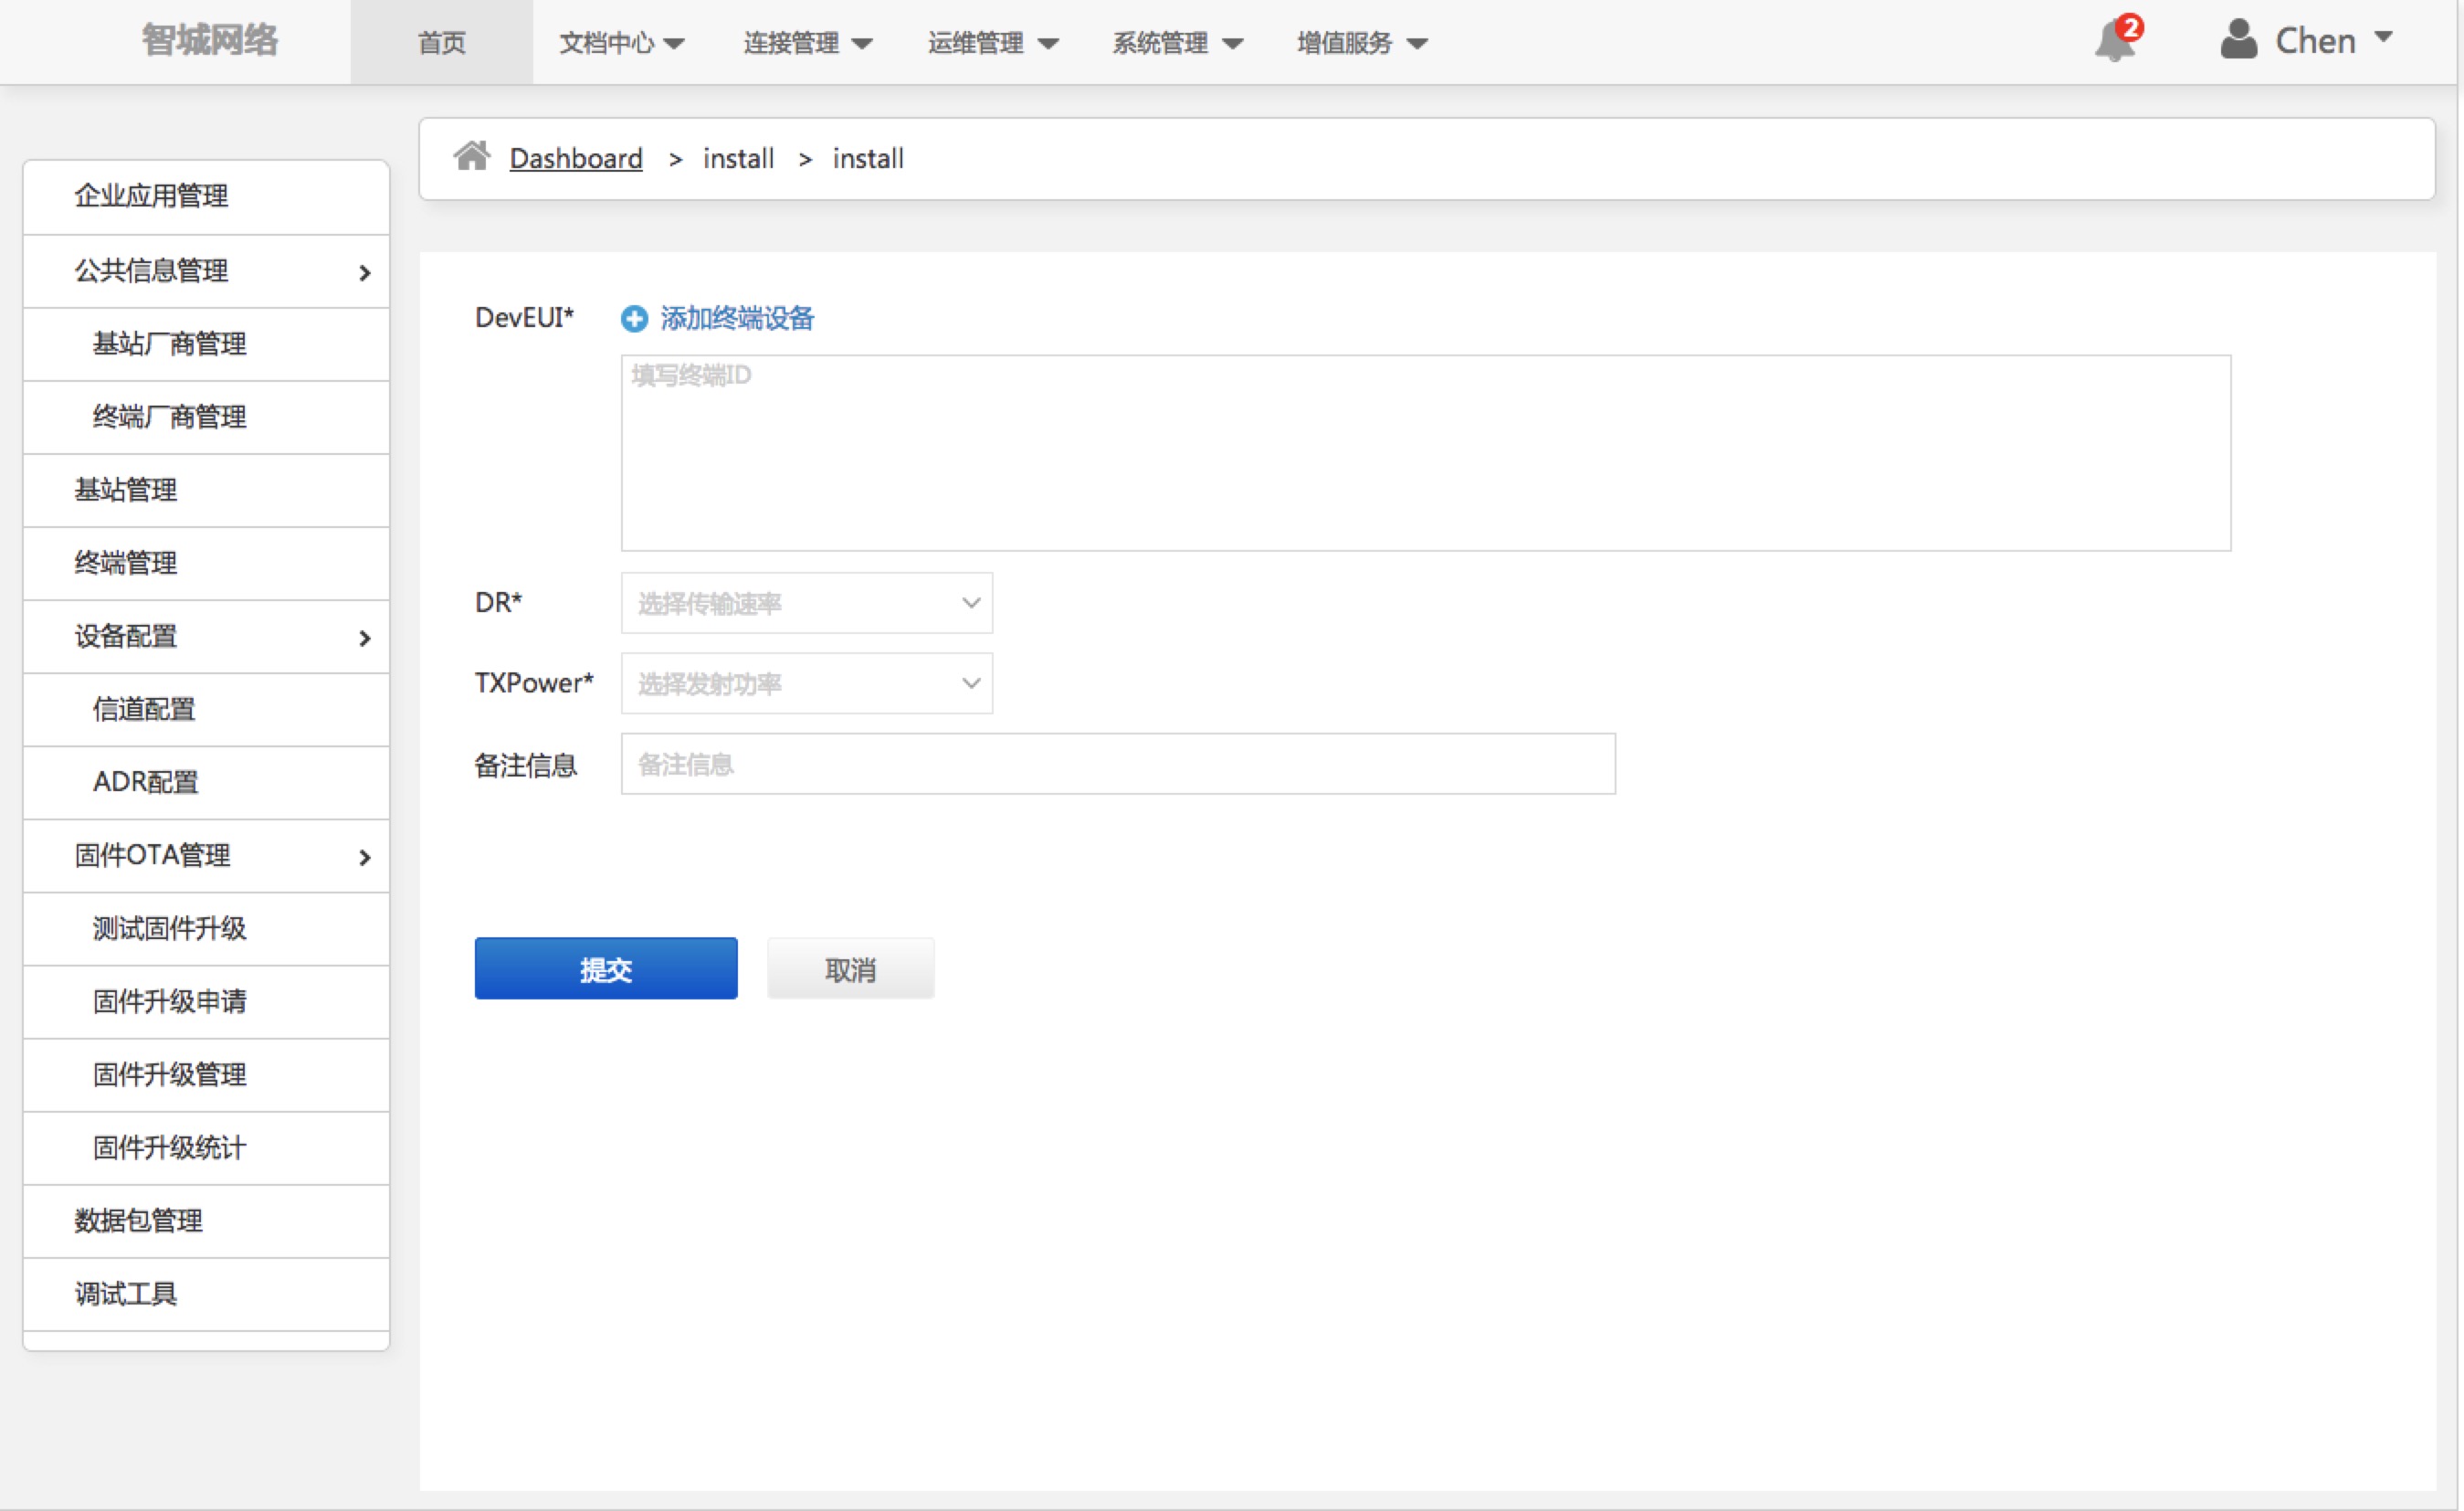 智城网络 首页 文档中心 连接管理 运维管理 系统管理 增值服务 2 Chen
Dashboard > install > install
企业应用管理
公共信息管理
基站厂商管理
终端厂商管理
基站管理
终端管理
设备配置
信道配置
ADR配置
固件OTA管理
测试固件升级
固件升级申请
固件升级管理
固件升级统计
数据包管理
调试工具
DevEUI* 添加终端设备
填写终端ID
DR* 选择传输速率
TXPower* 选择发射功率
备注信息 备注信息
提交 取消